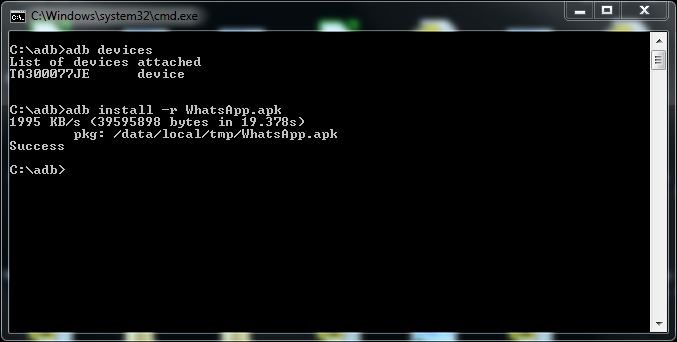 C:\Windows\system32\cmd.exe
C:\adb>adb devices
List of devices attached
TA300077JE      device
C:\adb>adb install -r WhatsApp.apk
1995 KB/s (39595898 bytes in 19.378s)
        pkg: /data/local/tmp/WhatsApp.apk
Success
C:\adb>